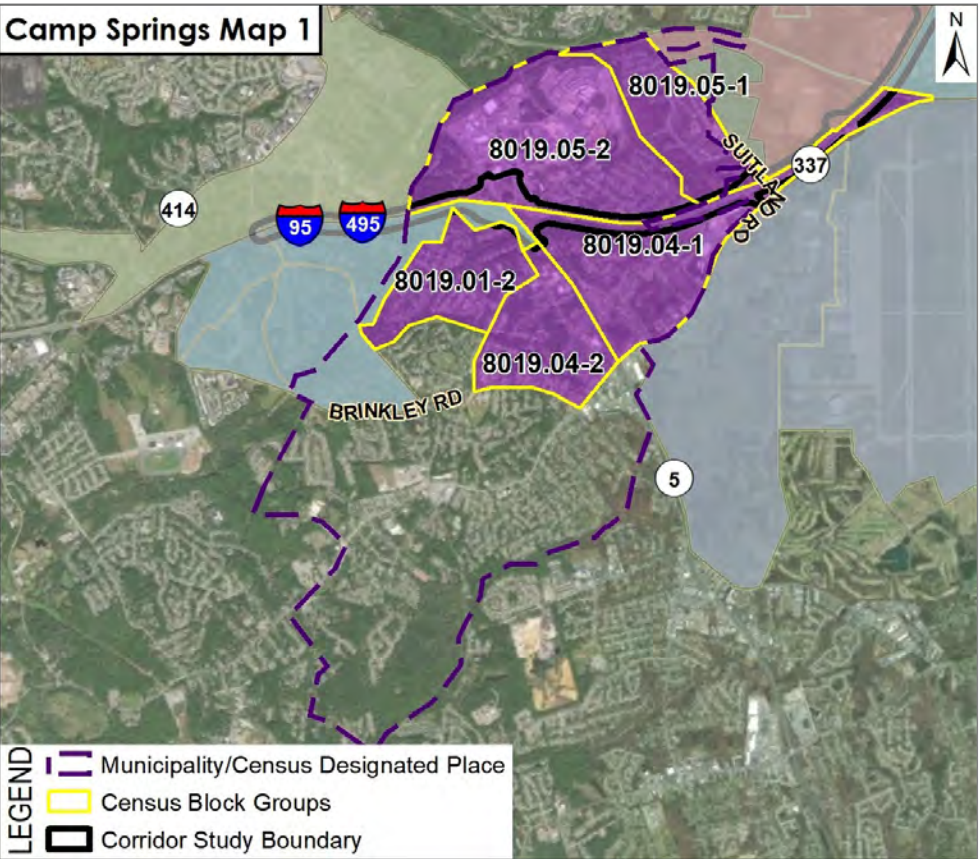 Camp Springs Map 1
N
8019.05-1
8019.05-2
SUITLAND RD
337
414
95
495
8019.04-1
8019.01-2
8019.04-2
BRINKLEY RD
5
LEGEND
Municipality/Census Designated Place
Census Block Groups
Corridor Study Boundary